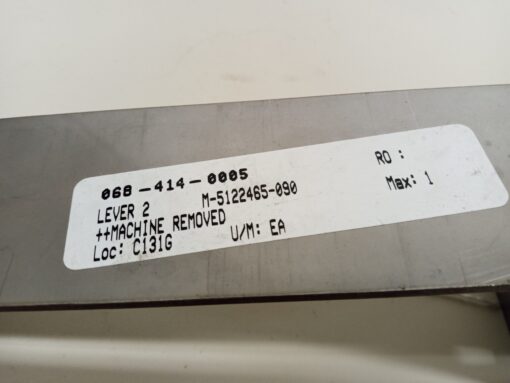 068-414-0005 RO :
LEVER 2 M-5122465-090 Max: 1
++MACHINE REMOVED
Loc: C131G U/M: EA